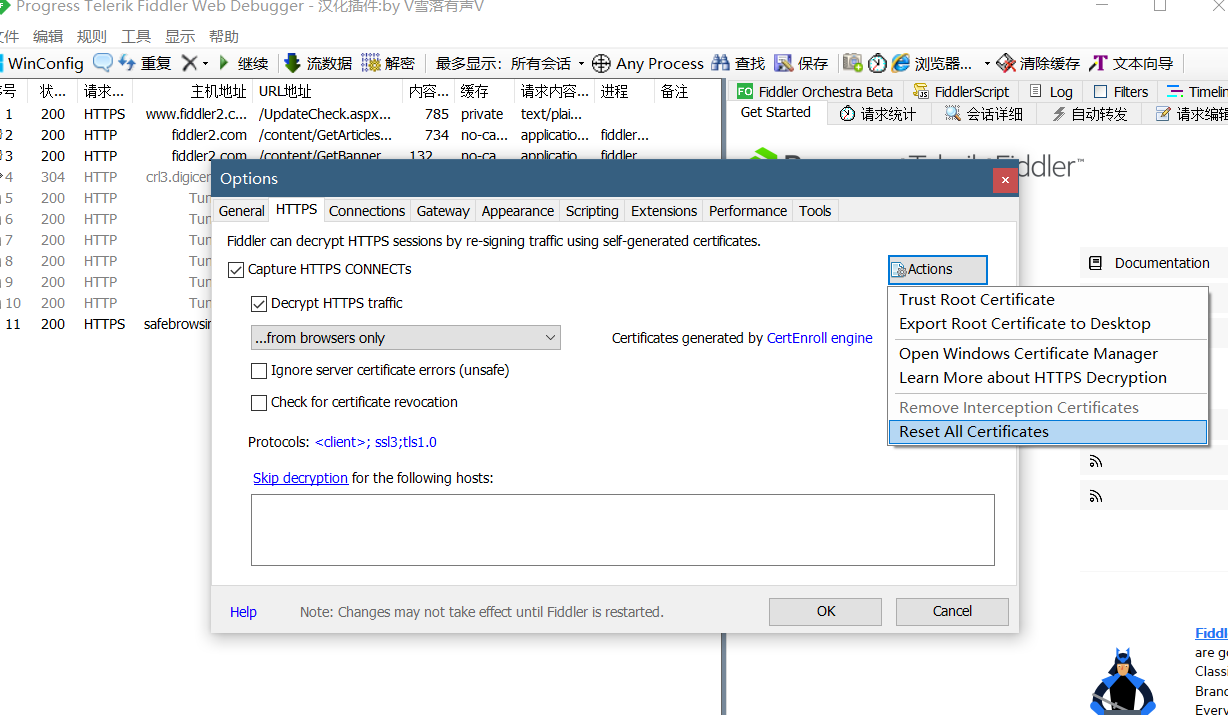 Progress Telerik Fiddler Web Debugger - 汉化插件:by V雪落有声V
文件 编辑 规则 工具 显示 帮助
WinConfig 重复 继续 流数据 解密 最多显示: 所有会话 Any Process 查找 保存 浏览器... 清除缓存 文本向导
序号 状... 请求... 主机地址 URL地址 内容... 缓存 请求内容... 进程 备注
1 200 HTTPS www.fiddler2.c... /UpdateCheck.aspx... 785 private text/plai...
2 200 HTTP fiddler2.com /content/GetArticles... 734 no-ca... applicatio... fiddler...
3 200 HTTP fiddler2.com /content/GetBanner 132 no-ca applicatio fiddler
4 304 HTTP crl3.digicer
5 200 HTTP Tun
6 200 HTTP Tun
7 200 HTTP Tun
8 200 HTTP Tun
9 200 HTTP Tun
10 200 HTTP Tun
11 200 HTTPS safebrowsin
FO Fiddler Orchestra Beta FiddlerScript Log Filters Timelin
Get Started 请求统计 会话详细 自动转发 请求编辑
Progress Telerik Fiddler™
Documentation
Options
General HTTPS Connections Gateway Appearance Scripting Extensions Performance Tools
Fiddler can decrypt HTTPS sessions by re-signing traffic using self-generated certificates.
Capture HTTPS CONNECTs
Actions
Decrypt HTTPS traffic
...from browsers only
Certificates generated by CertEnroll engine
Ignore server certificate errors (unsafe)
Check for certificate revocation
Protocols: <client>; ssl3;tls1.0
Skip decryption for the following hosts:
Trust Root Certificate
Export Root Certificate to Desktop
Open Windows Certificate Manager
Learn More about HTTPS Decryption
Remove Interception Certificates
Reset All Certificates
Help Note: Changes may not take effect until Fiddler is restarted. OK Cancel
Fiddl
are g
Classi
Brand
Every